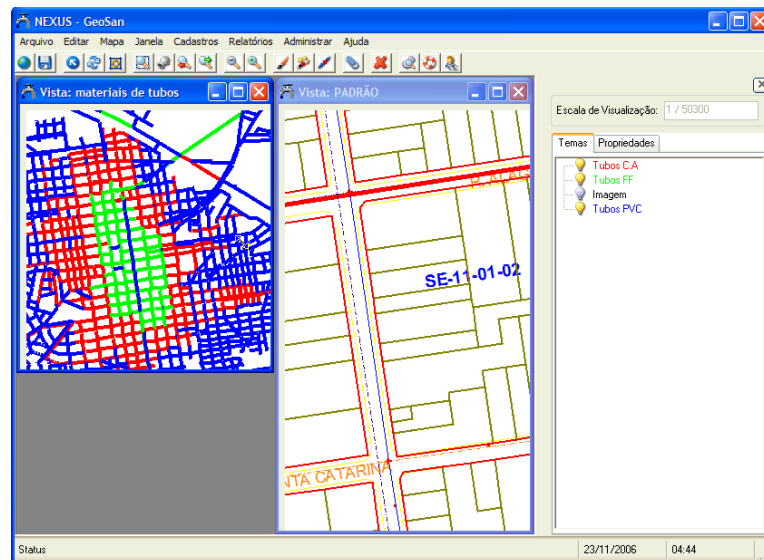 NEXUS - GeoSan
Arquivo Editar Mapa Janela Cadastros Relatórios Administrar Ajuda
Vista: materiais de tubos
Vista: PADRÃO
SE-11-01-02
NTA CATARINA
Escala de Visualização: 1 / 50300
Temas Propriedades
Tubos C.A
Tubos FF
Imagem
Tubos PVC
Status 23/11/2006 04:44